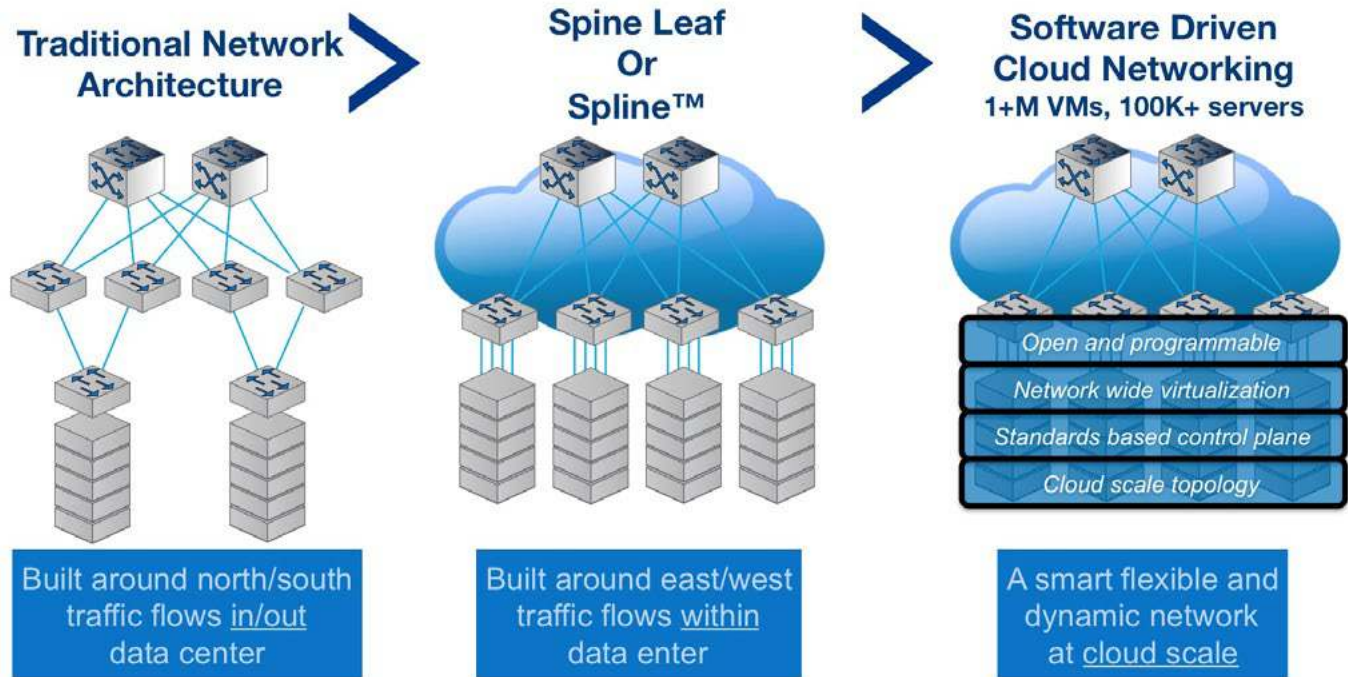 Traditional Network
Architecture
Spine Leaf
Or
Spline™
Software Driven
Cloud Networking
1+M VMs, 100K+ servers
Open and programmable
Network wide virtualization
Standards based control plane
Cloud scale topology
Built around north/south
traffic flows in/out
data center
Built around east/west
traffic flows within
data enter
A smart flexible and
dynamic network
at cloud scale